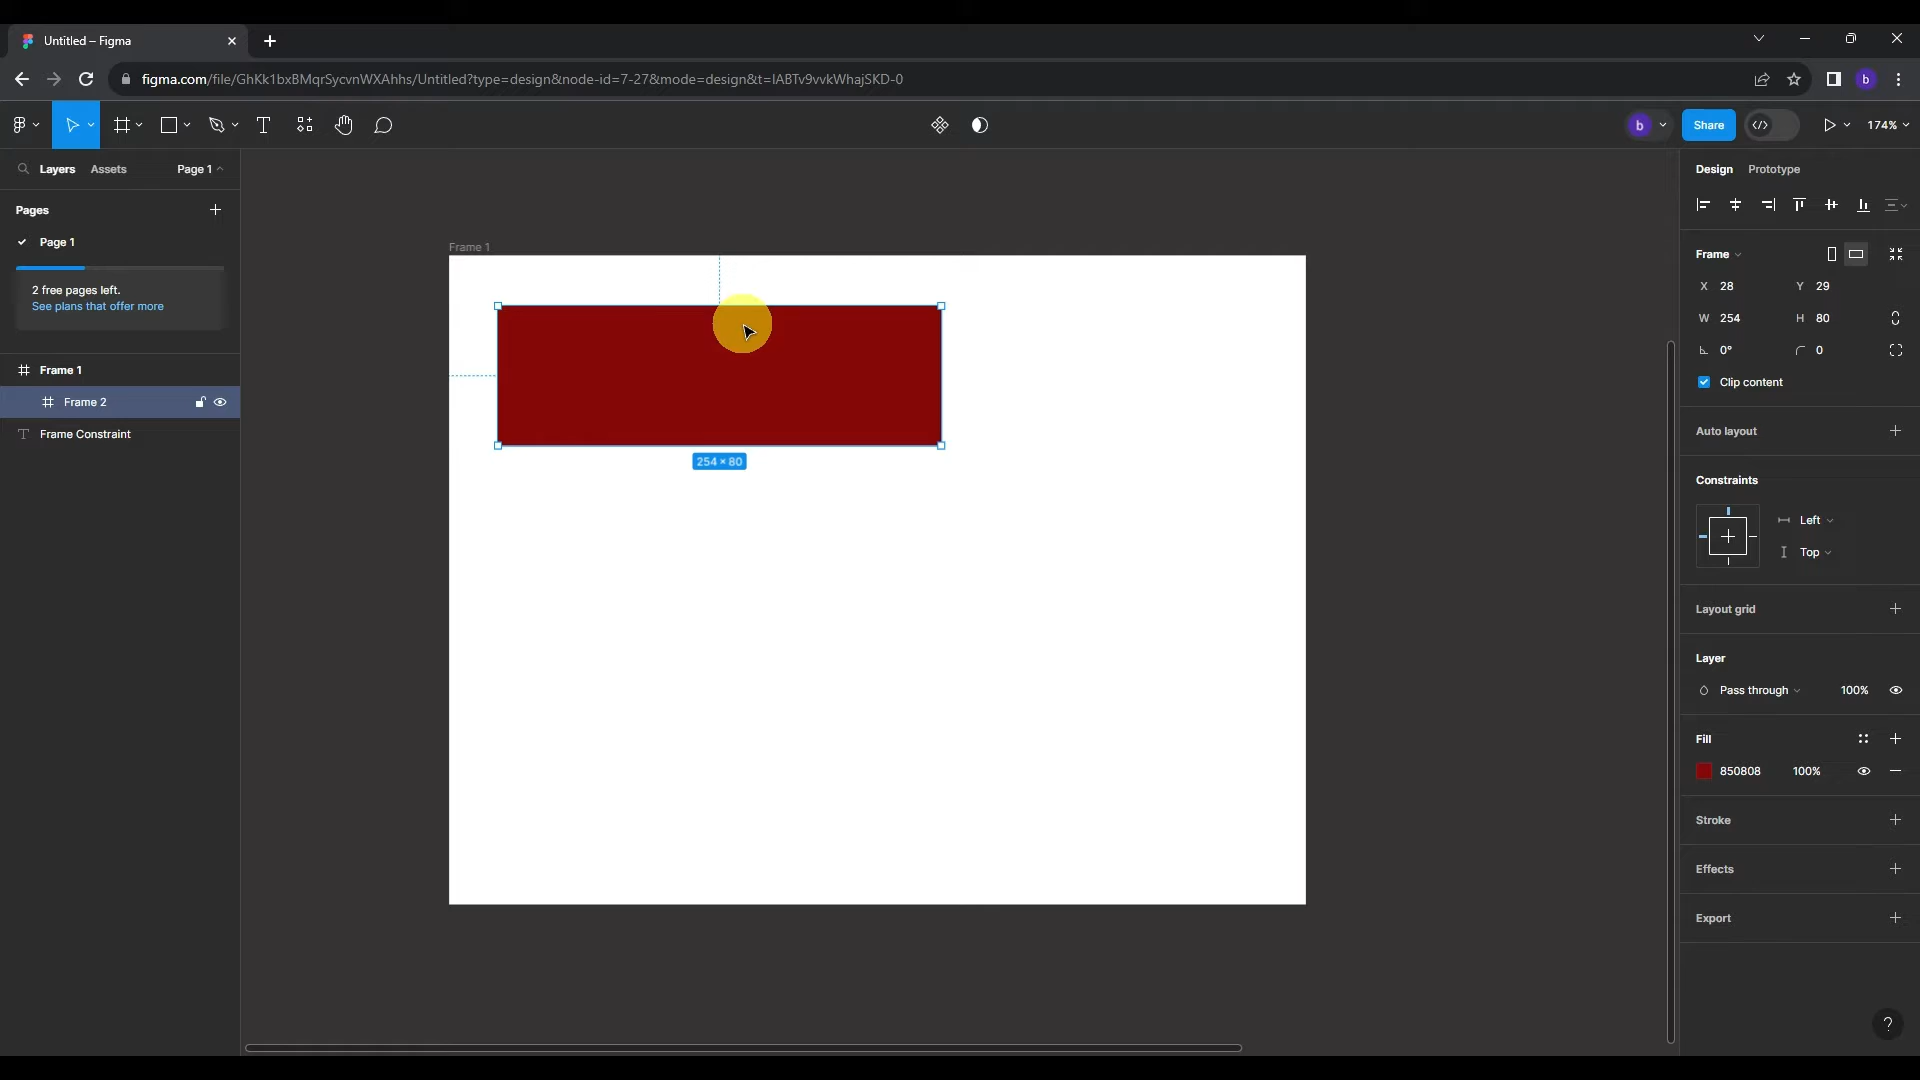 Untitled – Figma
figma.com/file/GhKk1bxBMqrSycvnWXAhhs/Untitled?type=design&node-id=7-27&mode=design&t=IABTv9vvkWhajSKD-0
b
b
Share
174%
Layers
Assets
Page 1
Design
Prototype
Pages
Page 1
2 free pages left.
See plans that offer more
Frame 1
Frame 2
Frame Constraint
Frame 1
254 × 80
Frame
X 28
Y 29
W 254
H 80
0°
0
Clip content
Auto layout
Constraints
Left
Top
Layout grid
Layer
Pass through
100%
Fill
850808
100%
Stroke
Effects
Export
?